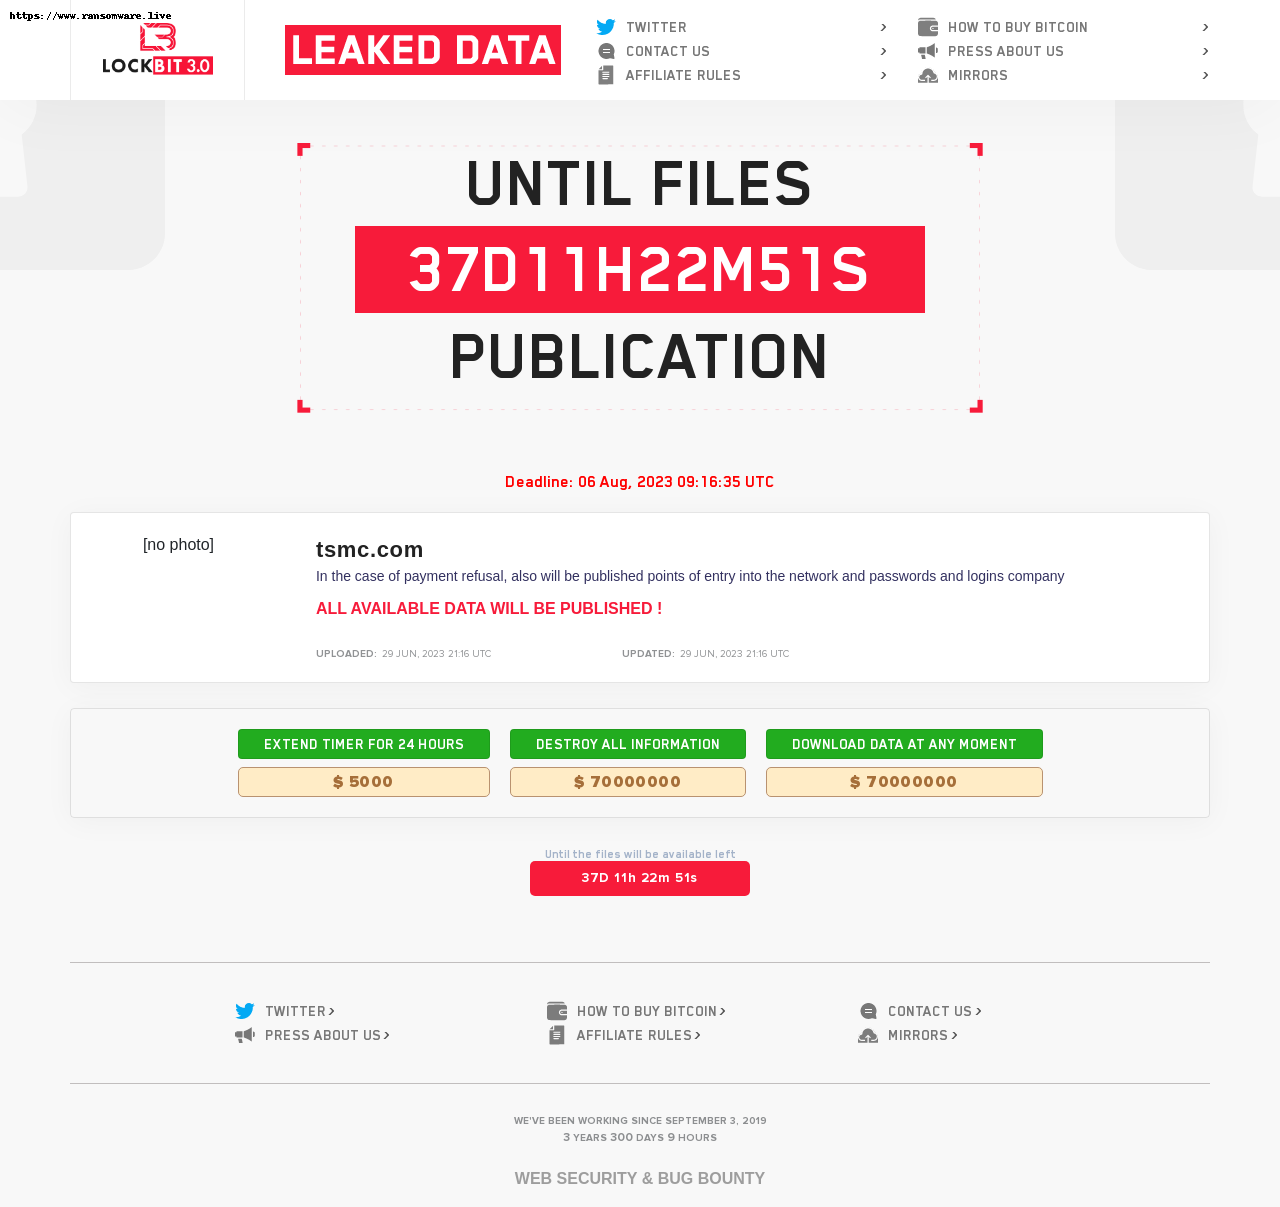 https://www.ransomware.live
LOCKBIT 3.0
LEAKED DATA
TWITTER >
CONTACT US >
AFFILIATE RULES >
HOW TO BUY BITCOIN >
PRESS ABOUT US >
MIRRORS >
UNTIL FILES
37D11H22M51S
PUBLICATION
Deadline: 06 Aug, 2023 09:16:35 UTC
[no photo]
tsmc.com
In the case of payment refusal, also will be published points of entry into the network and passwords and logins company
ALL AVAILABLE DATA WILL BE PUBLISHED !
UPLOADED: 29 JUN, 2023 21:16 UTC
UPDATED: 29 JUN, 2023 21:16 UTC
EXTEND TIMER FOR 24 HOURS
$ 5000
DESTROY ALL INFORMATION
$ 70000000
DOWNLOAD DATA AT ANY MOMENT
$ 70000000
Until the files will be available left
37D 11h 22m 51s
TWITTER >
PRESS ABOUT US >
HOW TO BUY BITCOIN >
AFFILIATE RULES >
CONTACT US >
MIRRORS >
WE'VE BEEN WORKING SINCE SEPTEMBER 3, 2019
3 YEARS 300 DAYS 9 HOURS
WEB SECURITY & BUG BOUNTY